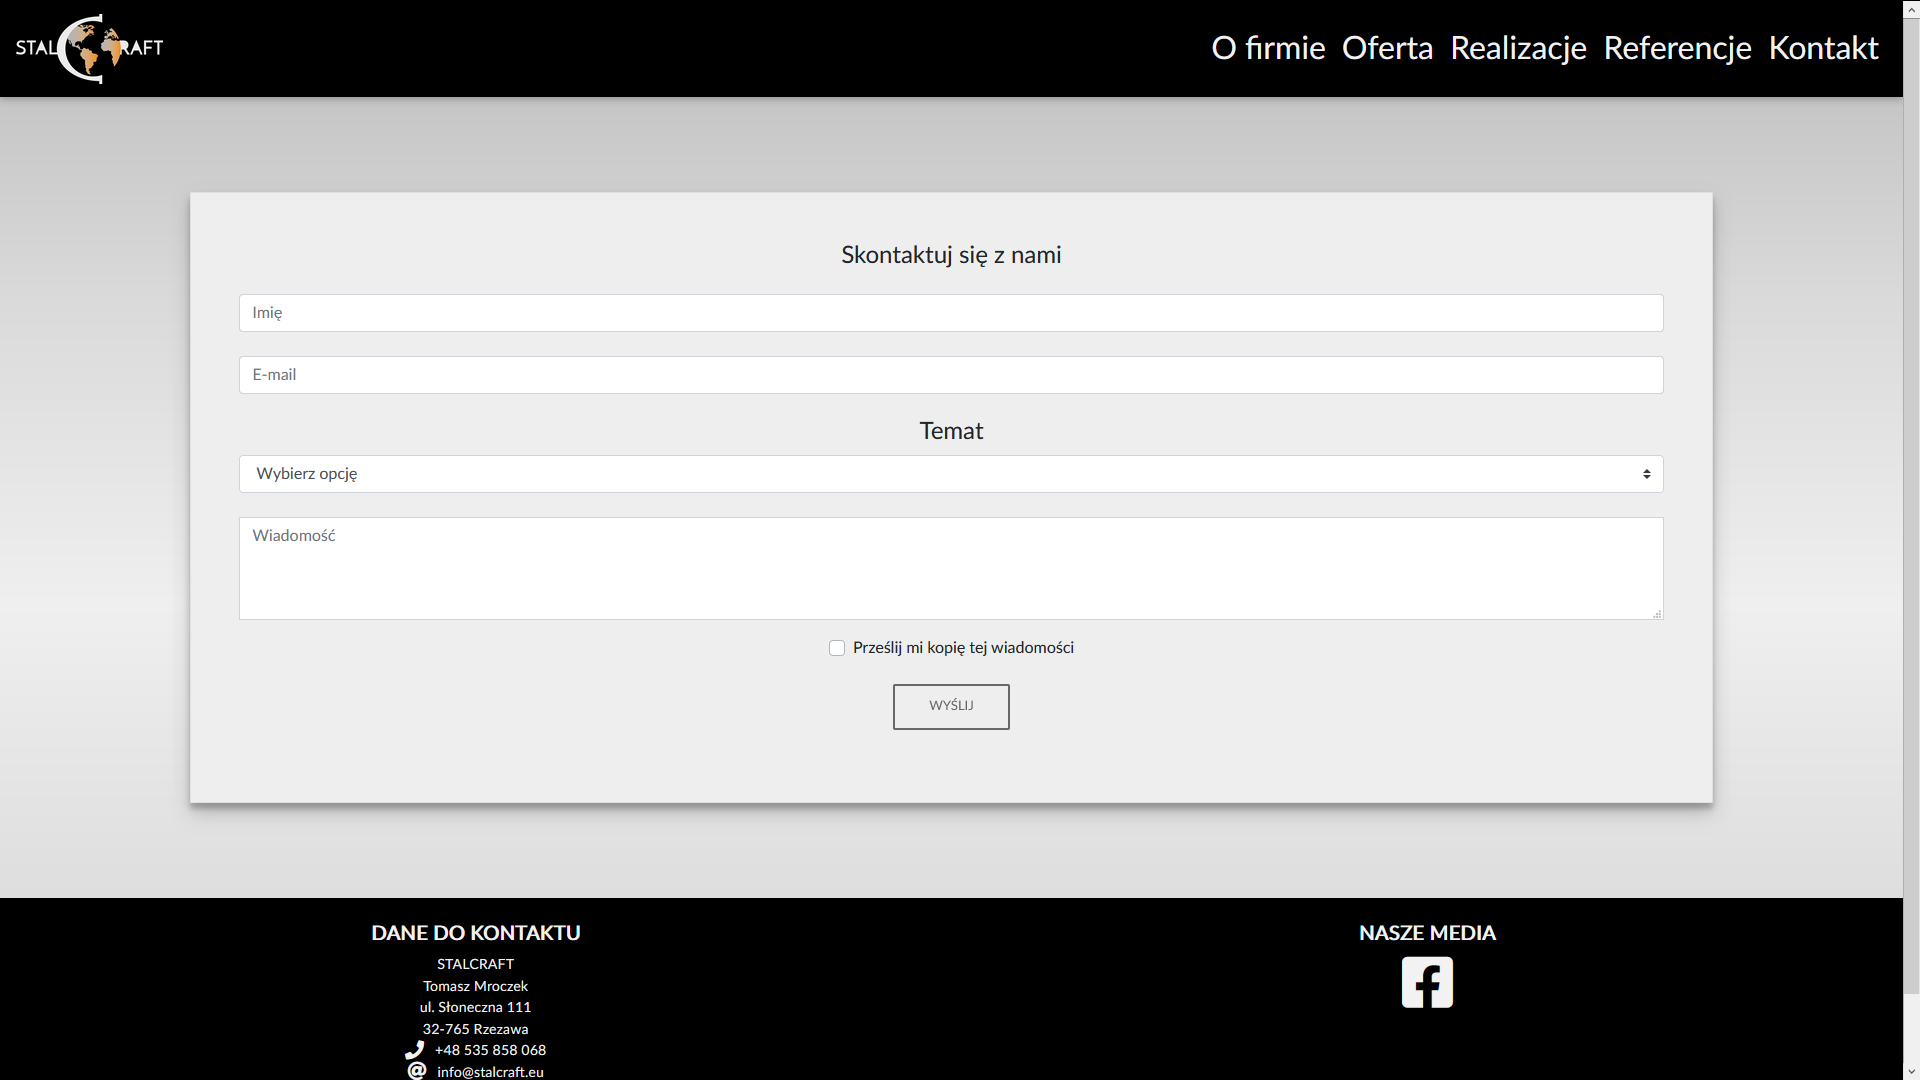 STALCRAFT
O firmie Oferta Realizacje Referencje Kontakt
Skontaktuj się z nami
Imię
E-mail
Temat
Wybierz opcję
Wiadomość
Prześlij mi kopię tej wiadomości
WYŚLIJ
DANE DO KONTAKTU
STALCRAFT
Tomasz Mroczek
ul. Słoneczna 111
32-765 Rzezawa
+48 535 858 068
info@stalcraft.eu
NASZE MEDIA